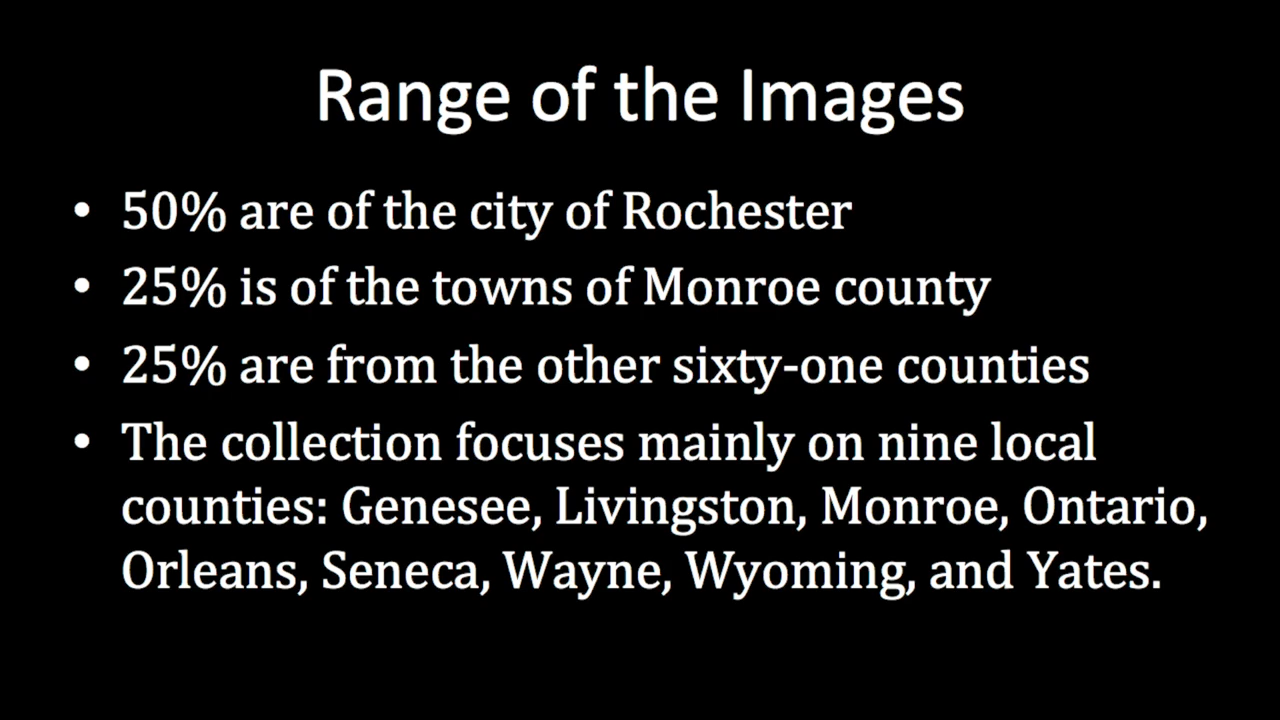 Range of the Images
• 50% are of the city of Rochester
• 25% is of the towns of Monroe county
• 25% are from the other sixty-one counties
• The collection focuses mainly on nine local
counties: Genesee, Livingston, Monroe, Ontario,
Orleans, Seneca, Wayne, Wyoming, and Yates.